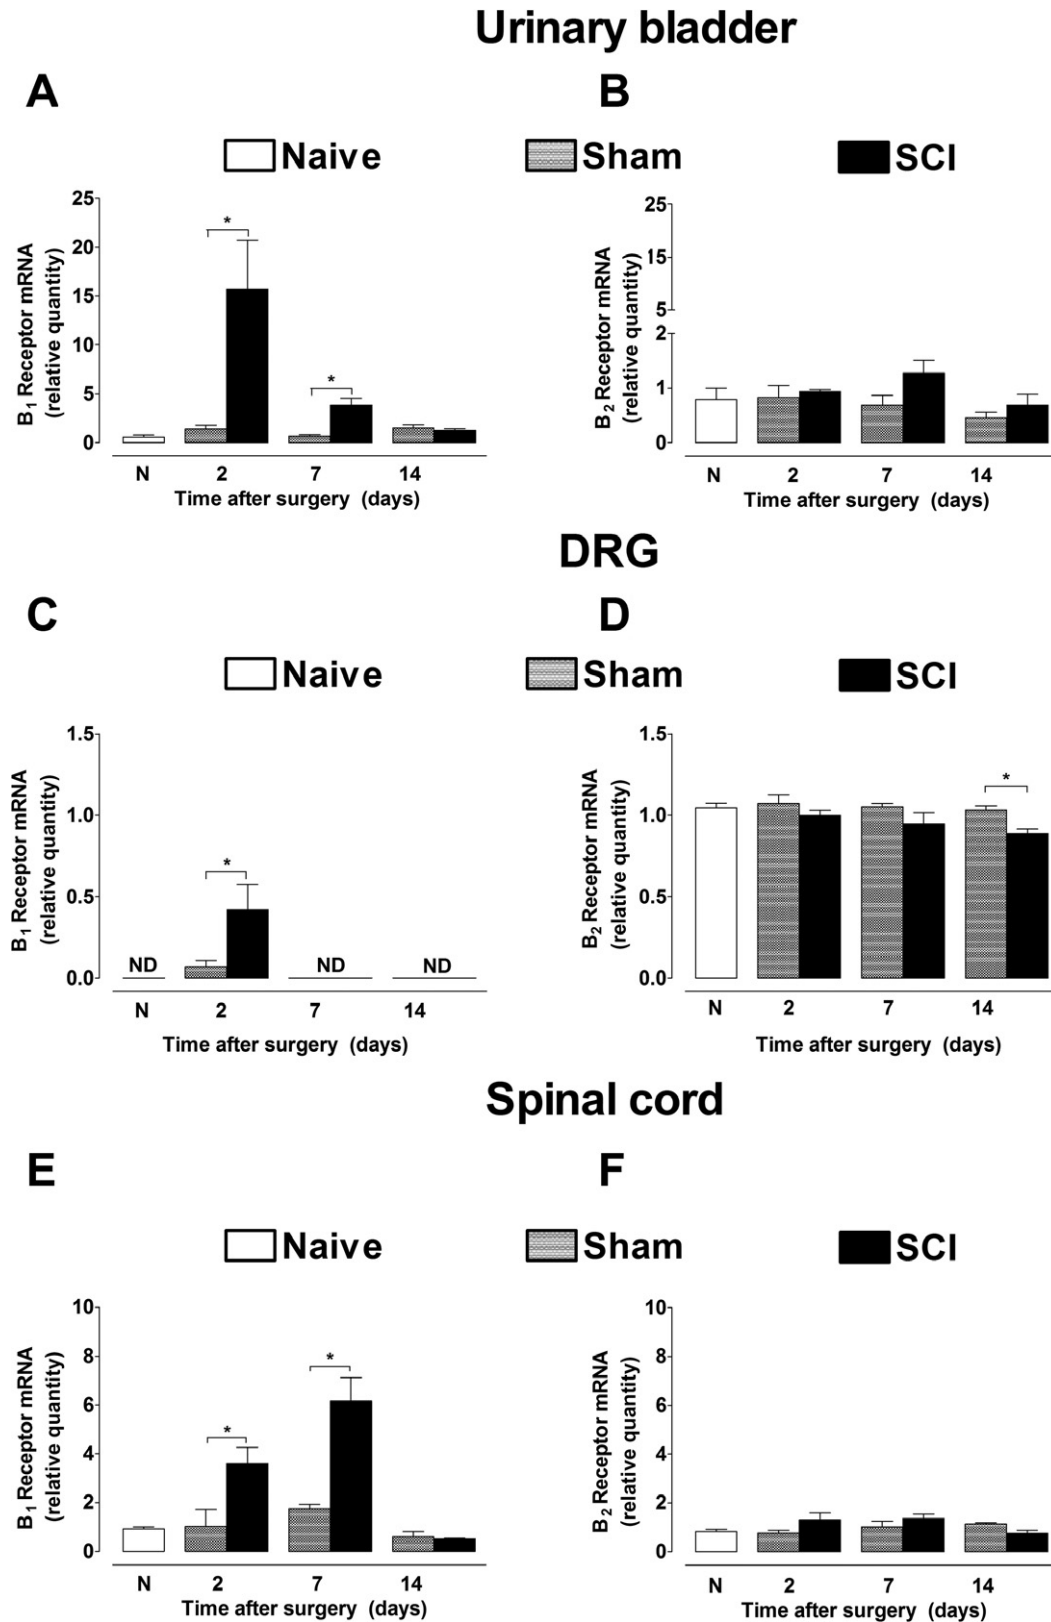 Urinary bladder
A
B
Naive Sham SCI
B1 Receptor mRNA
(relative quantity)
25
20
15
10
5
0
*
*
N 2 7 14
Time after surgery (days)
B2 Receptor mRNA
(relative quantity)
25
15
5
2
1
0
N 2 7 14
Time after surgery (days)
DRG
C
D
Naive Sham SCI
B1 Receptor mRNA
(relative quantity)
1.5
1.0
0.5
0.0
*
ND ND ND
N 2 7 14
Time after surgery (days)
B2 Receptor mRNA
(relative quantity)
1.5
1.0
0.5
0.0
*
N 2 7 14
Time after surgery (days)
Spinal cord
E
F
Naive Sham SCI
B1 Receptor mRNA
(relative quantity)
10
8
6
4
2
0
*
*
N 2 7 14
Time after surgery (days)
B2 Receptor mRNA
(relative quantity)
10
8
6
4
2
0
N 2 7 14
Time after surgery (days)